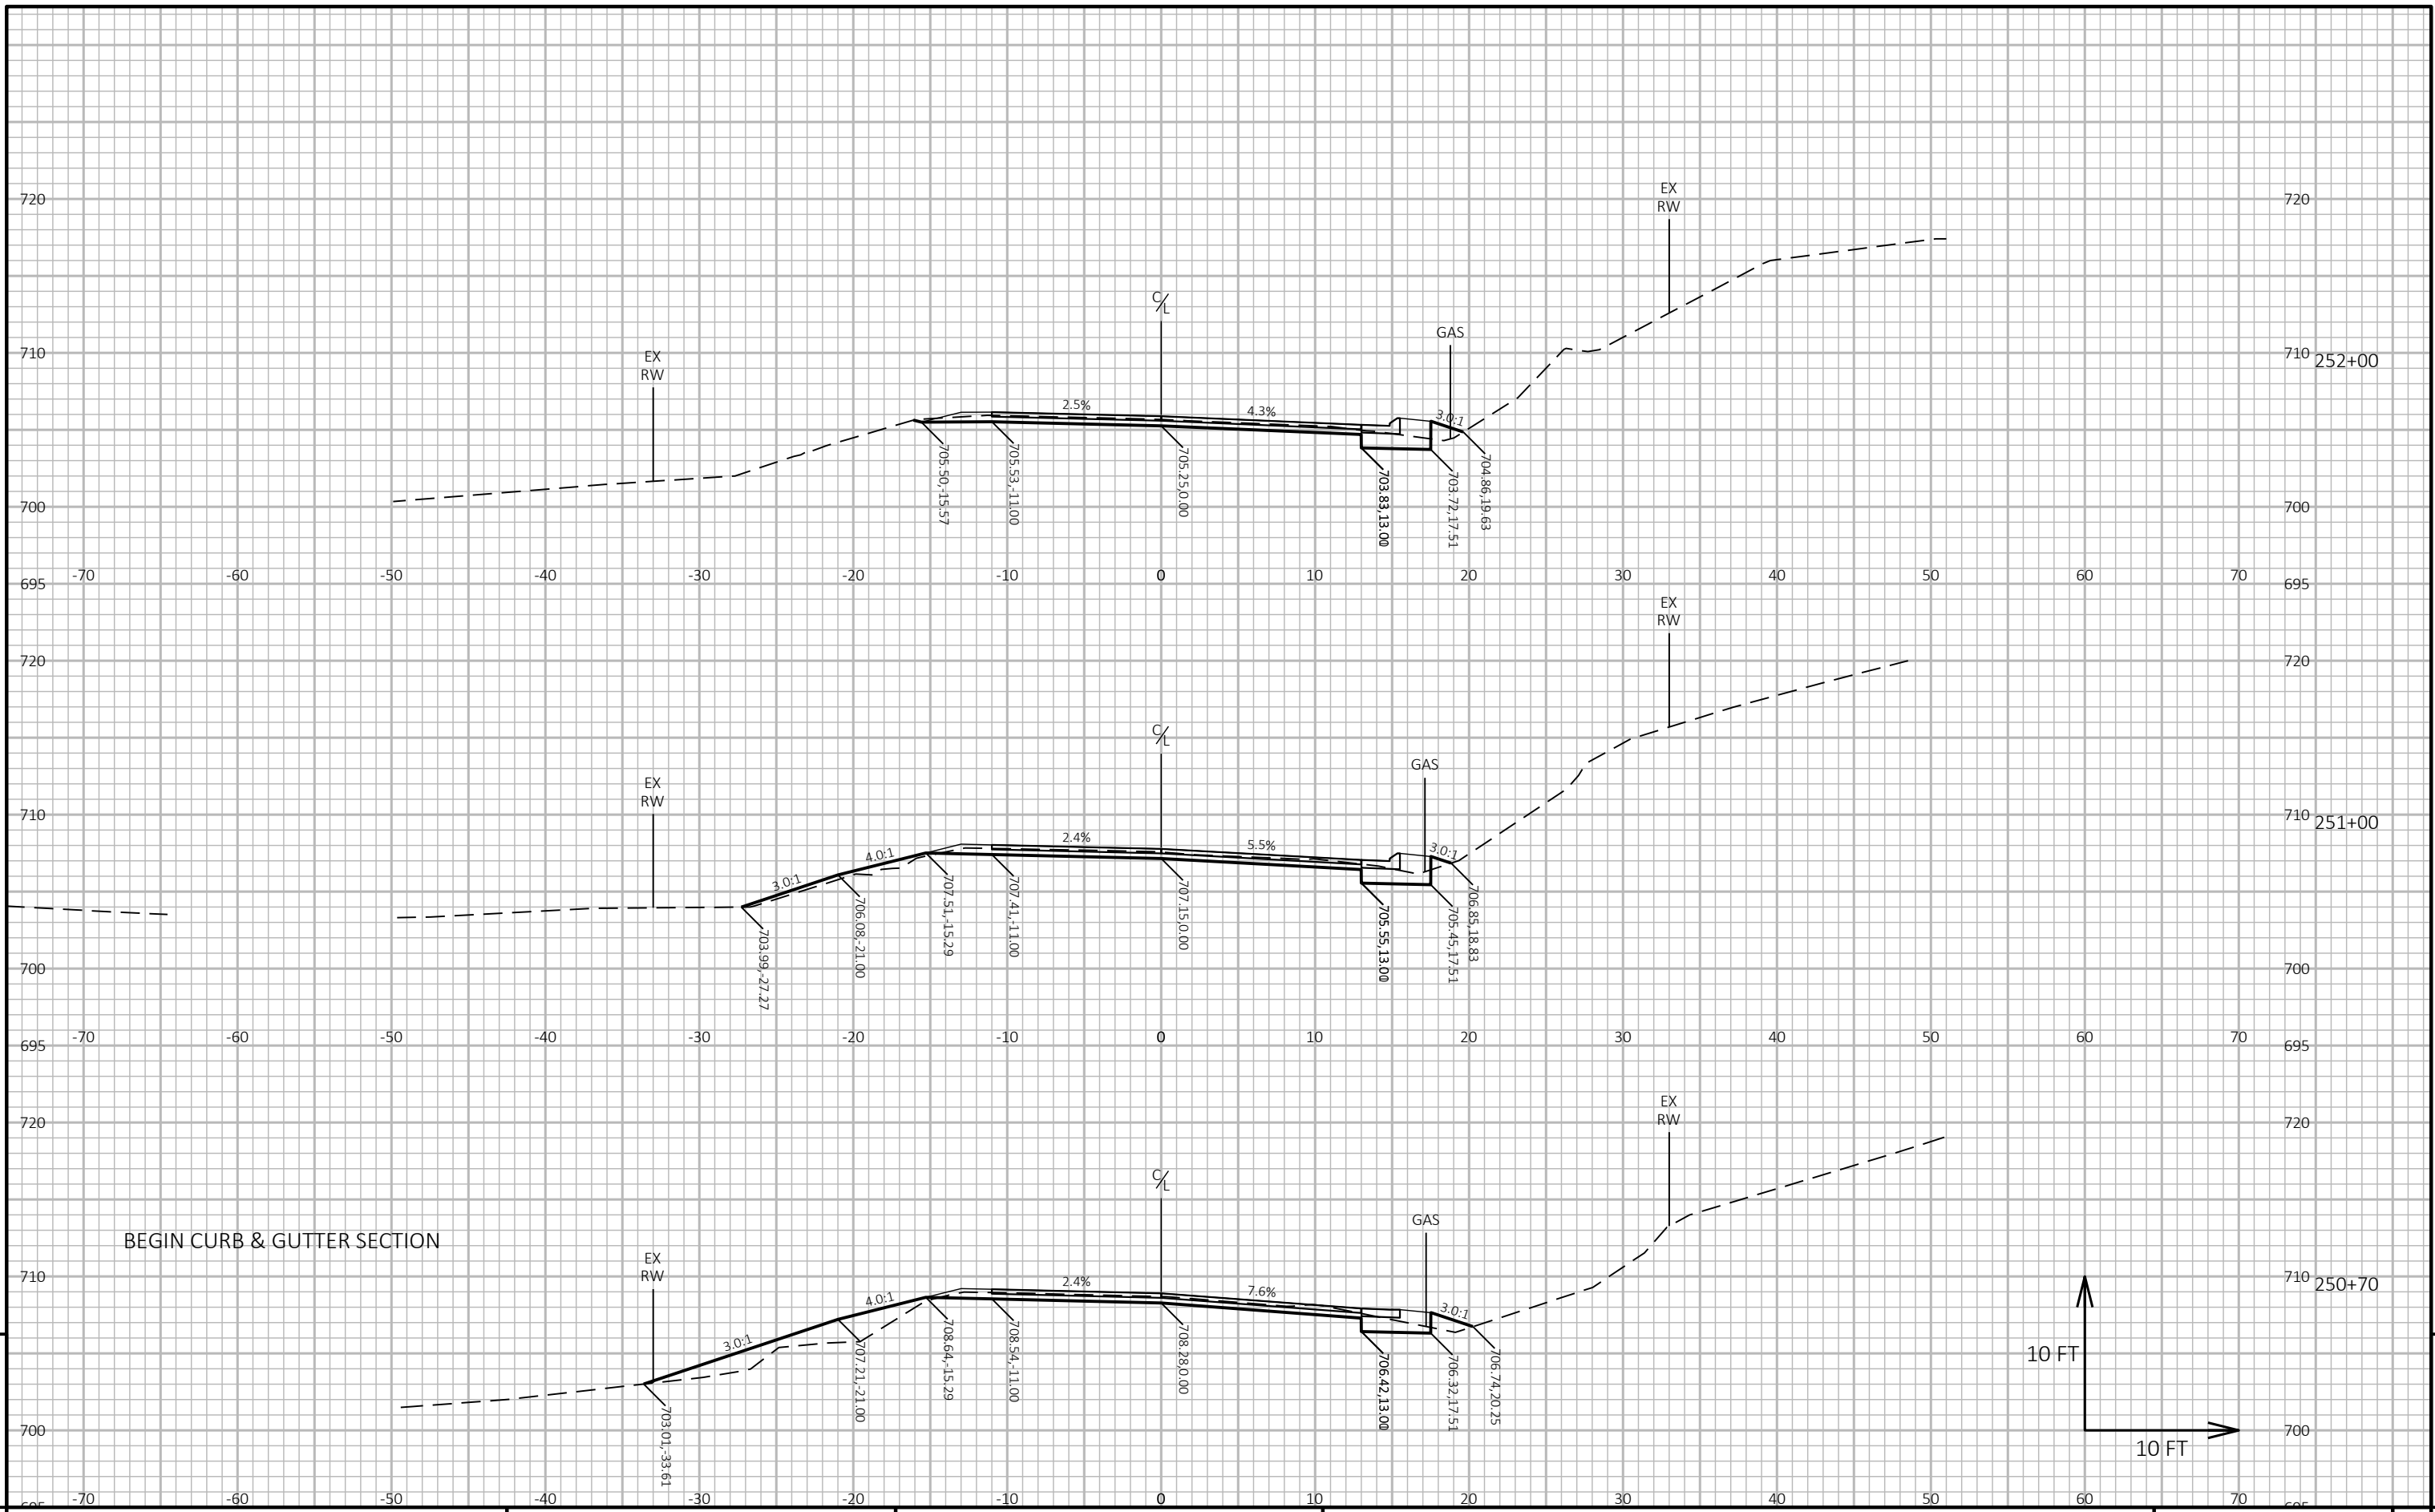 720
EX
RW
720
C/L
EX
RW
GAS
710
710 252+00
2.5%
4.3%
3.0:1
705.50,-15.57
705.53,-11.00
705.25,0.00
703.83,13.00
703.72,17.51
704.86,19.63
700
700
-70 -60 -50 -40 -30 -20 -10 0 10 20 30 40 50 60 70
695
695
EX
RW
720
720
C/L
EX
RW
GAS
710
710 251+00
3.0:1
4.0:1
2.4%
5.5%
3.0:1
703.99,-27.27
706.08,-21.00
707.51,-15.29
707.41,-11.00
707.15,0.00
705.55,13.00
705.45,17.51
706.85,18.83
700
700
-70 -60 -50 -40 -30 -20 -10 0 10 20 30 40 50 60 70
695
695
EX
RW
720
720
C/L
GAS
BEGIN CURB & GUTTER SECTION
EX
RW
710
710 250+70
3.0:1
4.0:1
2.4%
7.6%
3.0:1
703.01,-33.61
707.21,-21.00
708.64,-15.29
708.54,-11.00
708.28,0.00
706.42,13.00
706.32,17.51
706.74,20.25
10 FT
10 FT
700
700
-70 -60 -50 -40 -30 -20 -10 0 10 20 30 40 50 60 70
695
695